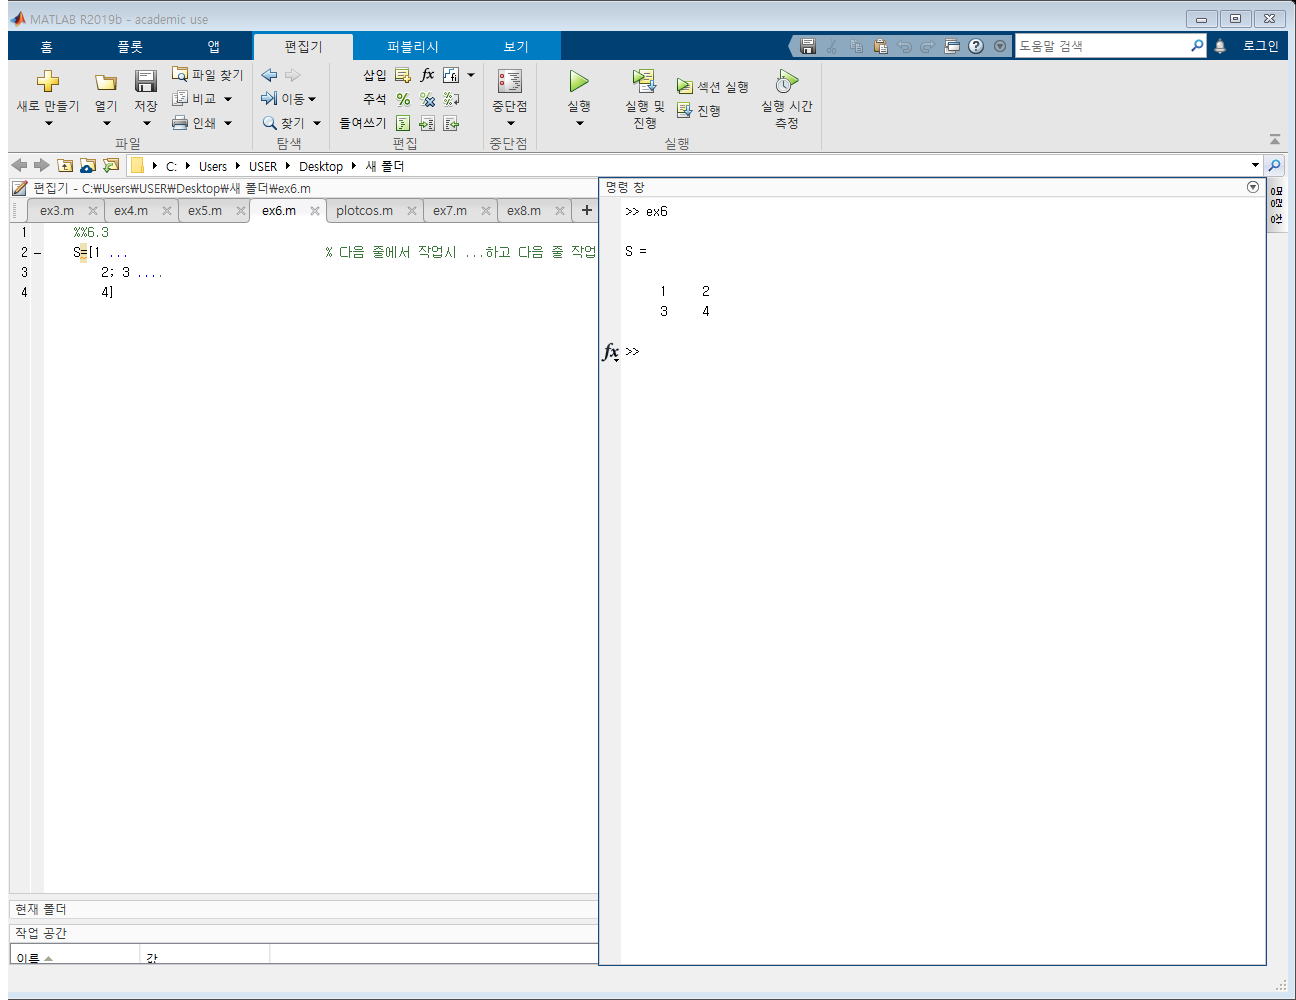 MATLAB R2019b - academic use
홈 플롯 앱 편집기 퍼블리시 보기 도움말 검색 로그인
새로 만들기 열기 저장 파일 찾기 비교 인쇄
이동 찾기
삽입 fx
주석
들여쓰기
중단점 실행 실행 및 진행 섹션 실행 진행 실행 시간 측정
파일 탐색 편집 중단점 실행
C: Users USER Desktop 새 폴더
편집기 - C:₩Users₩USER₩Desktop₩새 폴더₩ex6.m
ex3.m ex4.m ex5.m ex6.m plotcos.m ex7.m ex8.m +
1 %%6.3
2 – S=[1 ... % 다음 줄에서 작업시 ...하고 다음 줄 작업
3 2; 3 ....
4 4]
현재 폴더
작업 공간
이름 값
명령 창
>> ex6
S =
1 2
3 4
fx >>
명령 창